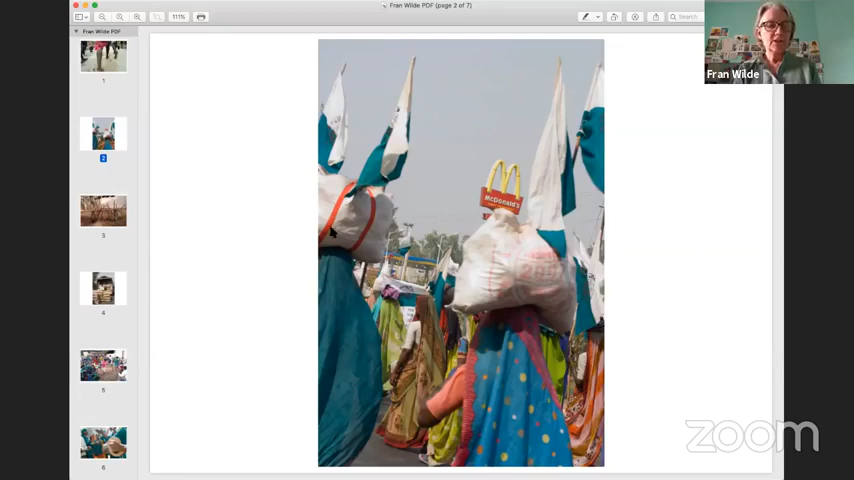 Fran Wilde PDF (page 2 of 7)
111%
Search
Fran Wilde PDF
1
2
3
4
5
6
McDonald's
Fran Wilde
zoom